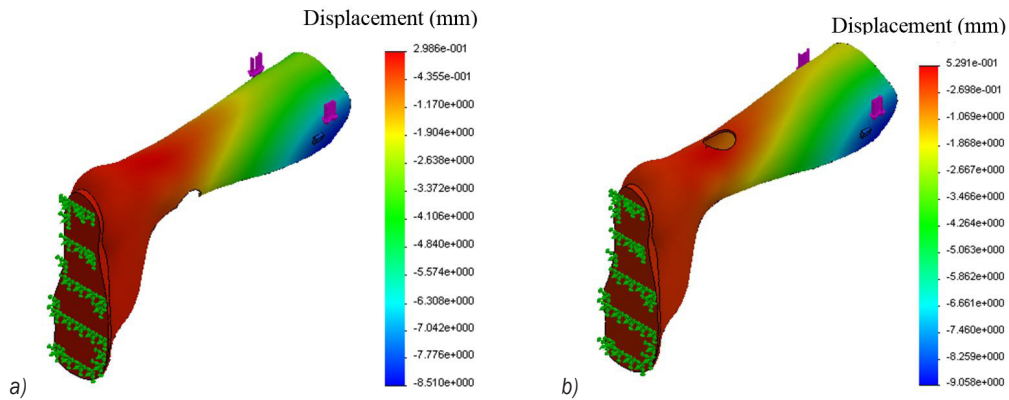 Displacement (mm)
2.986e-001
-4.355e-001
-1.170e+000
-1.904e+000
-2.638e+000
-3.372e+000
-4.106e+000
-4.840e+000
-5.574e+000
-6.308e+000
-7.042e+000
-7.776e+000
-8.510e+000
a)
Displacement (mm)
5.291e-001
-2.698e-001
-1.069e+000
-2.667e+000
-3.466e+000
-4.264e+000
-5.063e+000
-5.862e+000
-6.661e+000
-7.460e+000
-8.259e+000
-9.058e+000
b)